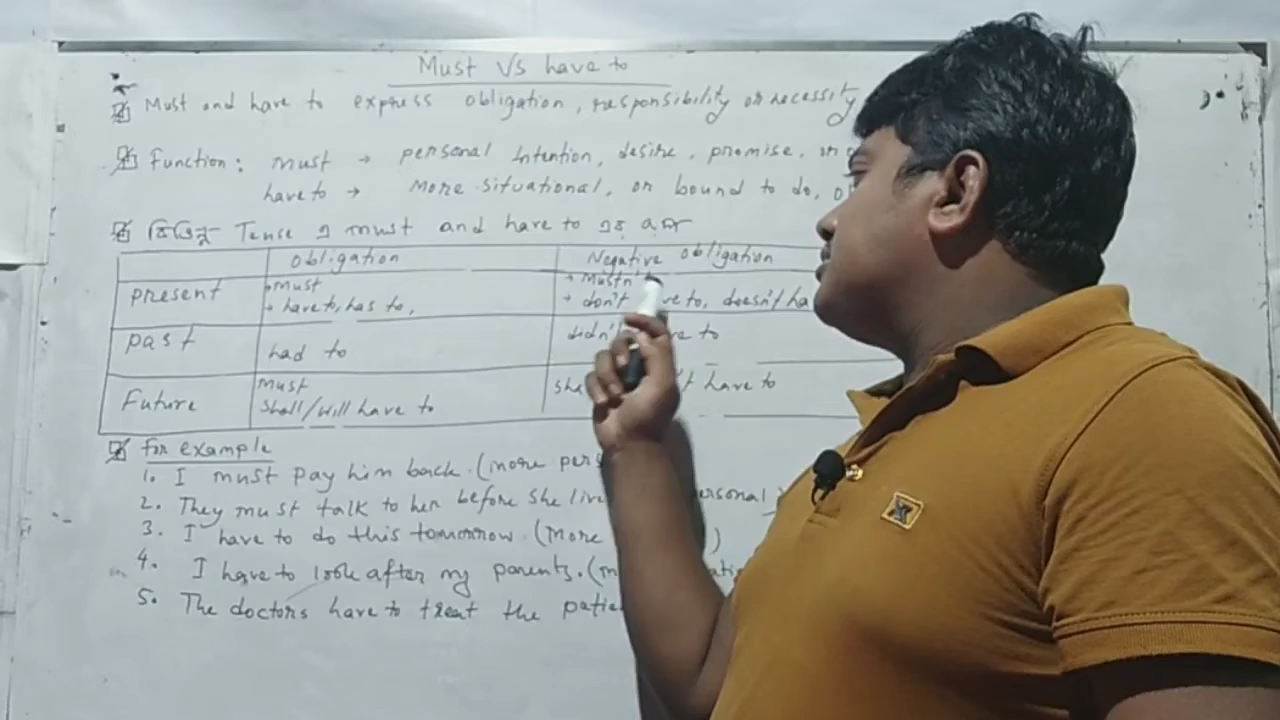 Must Vs have to
Must and have to express obligation, responsibility or necessity
Function: must → personal Intention, desire, promise, or
have to → More situational, or bound to do,
বিভিন্ন Tense এ must and have to এর
obligation Negative obligation
Present must
have to, has to, don't doesn't
Past had to to
Future Must have to
Shall/will have to
For example
1. I must pay him back. (more
2. They must talk to her before she
3. I have to do this tomorrow. (More )
4. I have to look after my parents.
5. The doctors have to treat the